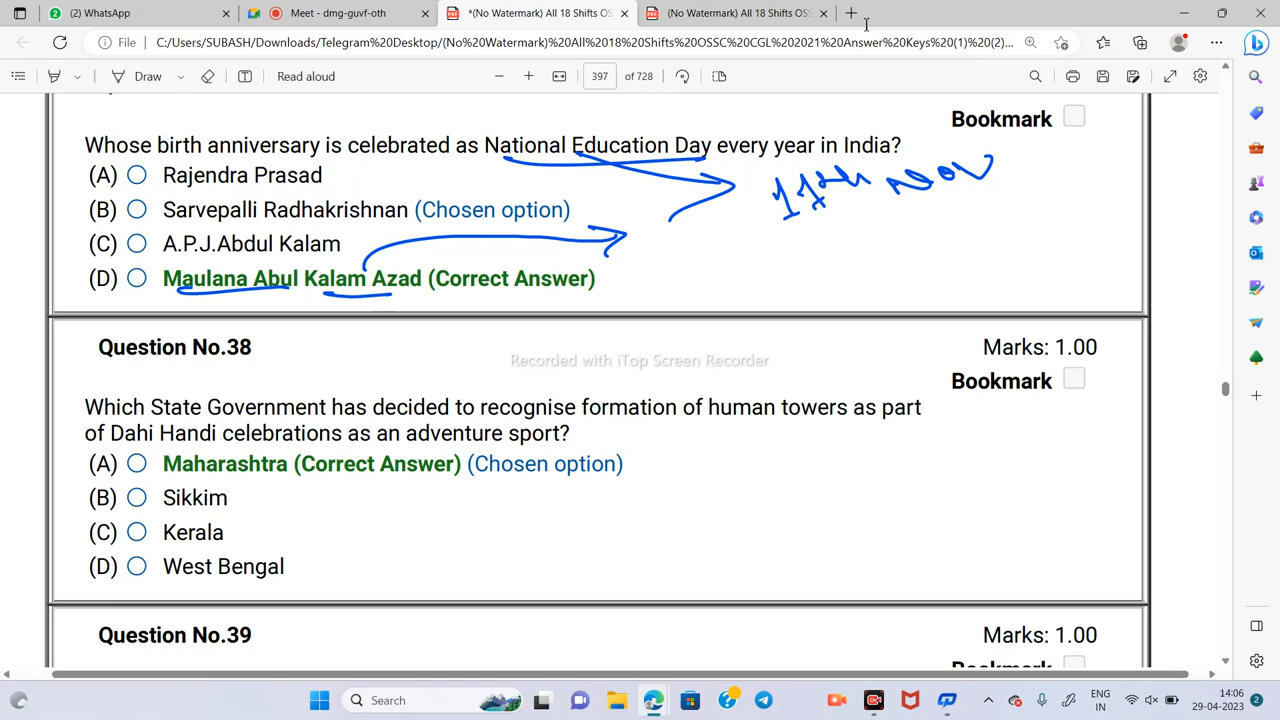 (2) WhatsApp
Meet - dmg-guvf-oth
*(No Watermark) All 18 Shifts OS
(No Watermark) All 18 Shifts OSS
File
C:/Users/SUBASH/Downloads/Telegram%20Desktop/(No%20Watermark)%20All%2018%20Shifts%20OSSC%20CGL%202021%20Answer%20Keys%20(1)%20(2)...
Draw
Read aloud
397 of 728
Bookmark
Whose birth anniversary is celebrated as National Education Day every year in India?
(A) Rajendra Prasad
11th Nov
(B) Sarvepalli Radhakrishnan (Chosen option)
(C) A.P.J.Abdul Kalam
(D) Maulana Abul Kalam Azad (Correct Answer)
Question No.38
Marks: 1.00
Recorded with iTop Screen Recorder
Bookmark
Which State Government has decided to recognise formation of human towers as part
of Dahi Handi celebrations as an adventure sport?
(A) Maharashtra (Correct Answer) (Chosen option)
(B) Sikkim
(C) Kerala
(D) West Bengal
Question No.39
Marks: 1.00
Bookmark
Search
ENG
IN
14:06
29-04-2023
2